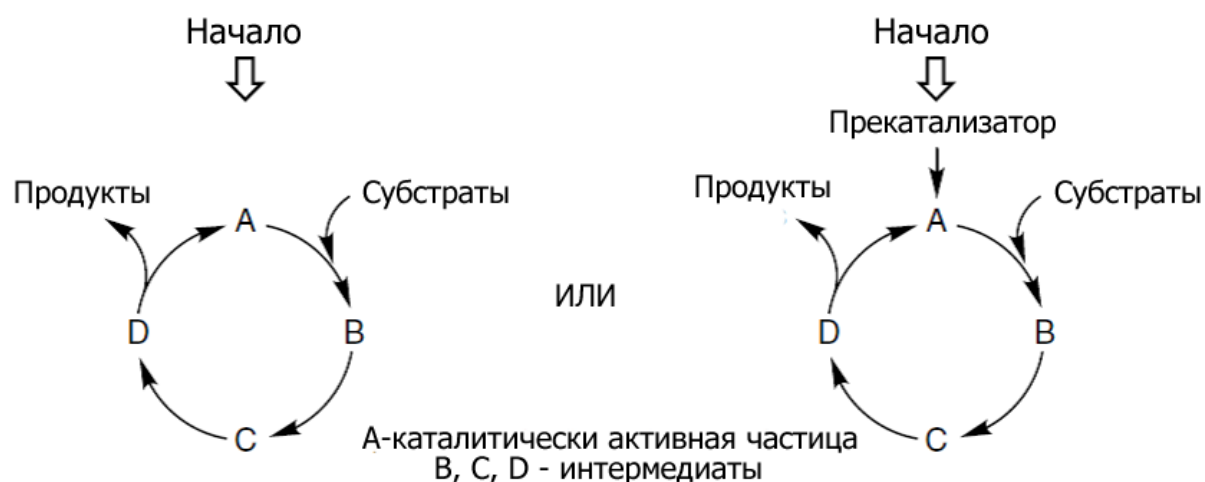 Начало
Продукты
Субстраты
A
D
B
C
ИЛИ
Начало
Прекатализатор
Продукты
Субстраты
A
D
B
C
А-каталитически активная частица
B, C, D - интермедиаты